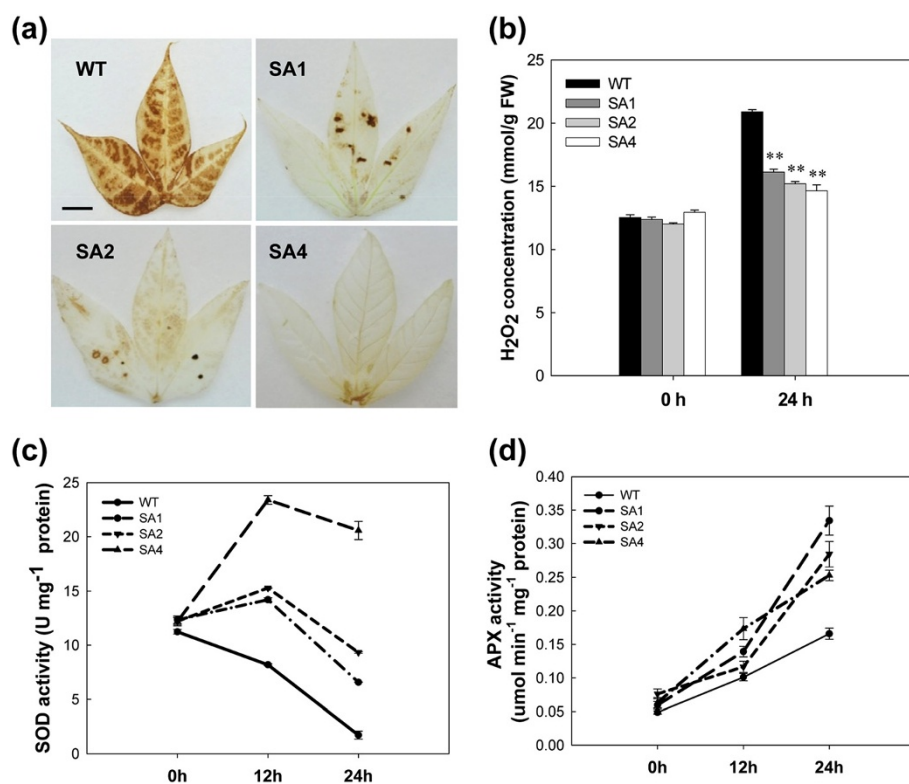 (a)
WT
SA1
SA2
SA4
(b)
H₂O₂ concentration (mmol/g FW)
25
20
15
10
5
0
WT
SA1
SA2
SA4
** ** **
0 h 24 h
(c)
SOD activity (U mg⁻¹ protein)
25
20
15
10
5
0
WT
SA1
SA2
SA4
0h 12h 24h
(d)
APX activity
(umol min⁻¹ mg⁻¹ protein)
0.40
0.35
0.30
0.25
0.20
0.15
0.10
0.05
0.00
WT
SA1
SA2
SA4
0h 12h 24h